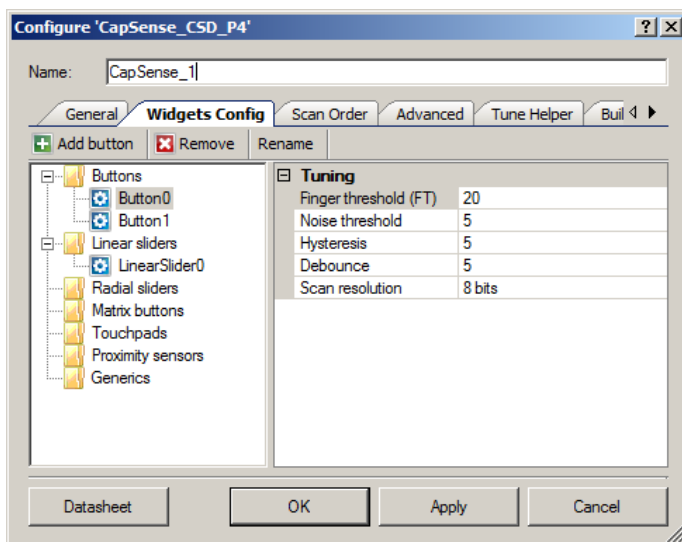 Configure 'CapSense_CSD_P4'
Name: CapSense_1
General Widgets Config Scan Order Advanced Tune Helper Buil
Add button Remove Rename
Buttons
Button0
Button1
Linear sliders
LinearSlider0
Radial sliders
Matrix buttons
Touchpads
Proximity sensors
Generics
Tuning
Finger threshold (FT) 20
Noise threshold 5
Hysteresis 5
Debounce 5
Scan resolution 8 bits
Datasheet OK Apply Cancel